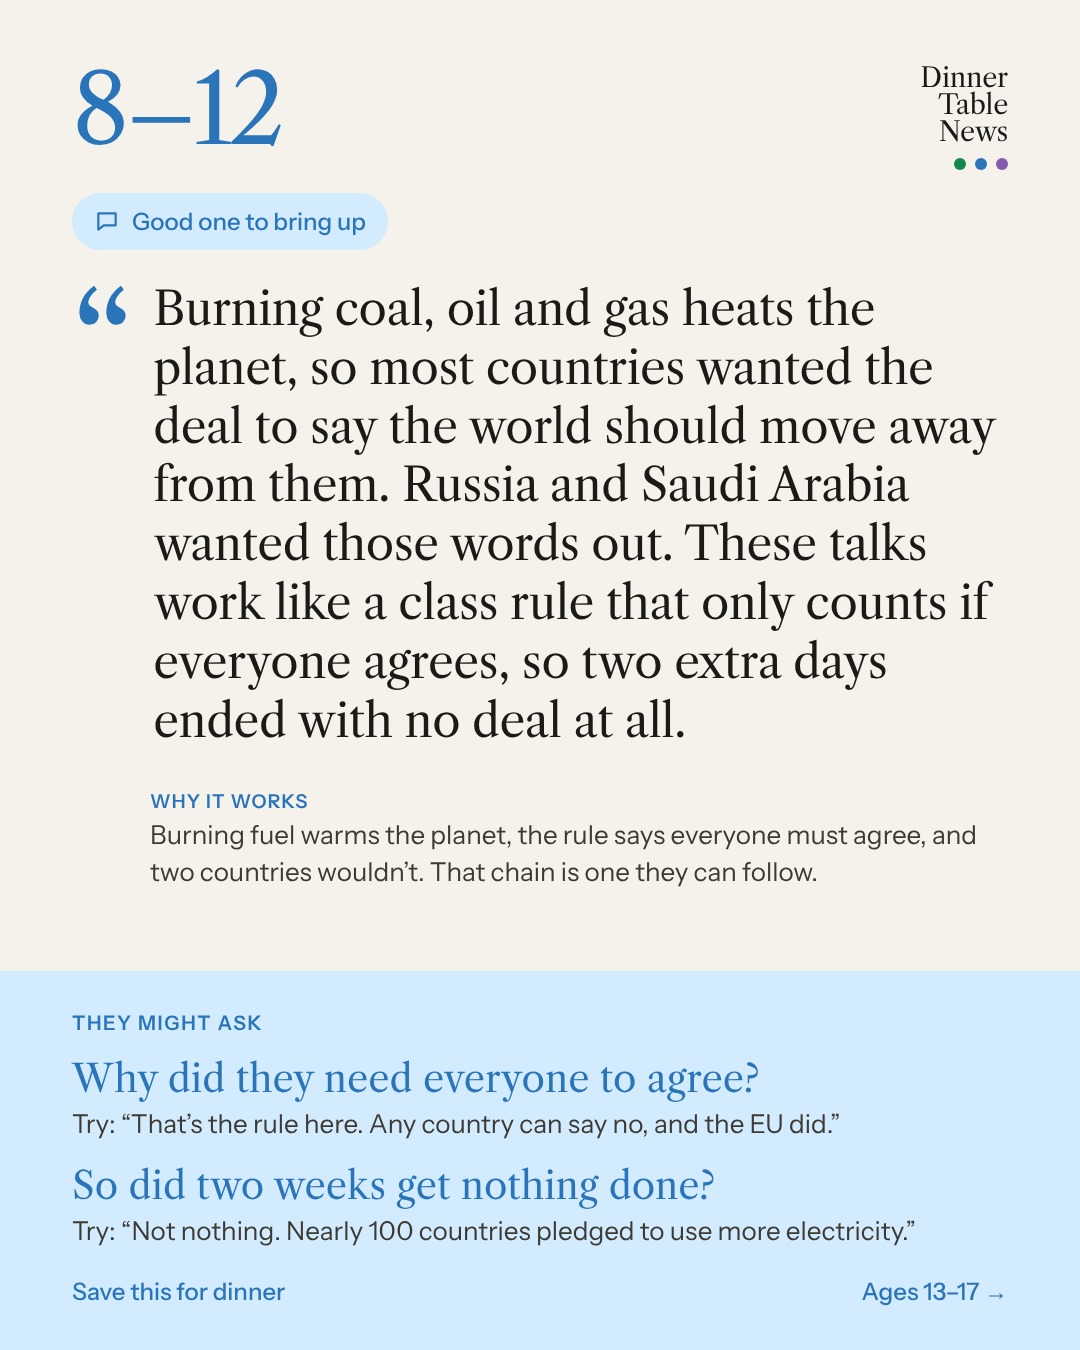 8–12
Dinner
Table
News
Good one to bring up
“Burning coal, oil and gas heats the
planet, so most countries wanted the
deal to say the world should move away
from them. Russia and Saudi Arabia
wanted those words out. These talks
work like a class rule that only counts if
everyone agrees, so two extra days
ended with no deal at all.
WHY IT WORKS
Burning fuel warms the planet, the rule says everyone must agree, and
two countries wouldn’t. That chain is one they can follow.
THEY MIGHT ASK
Why did they need everyone to agree?
Try: “That’s the rule here. Any country can say no, and the EU did.”
So did two weeks get nothing done?
Try: “Not nothing. Nearly 100 countries pledged to use more electricity.”
Save this for dinner
Ages 13–17 →